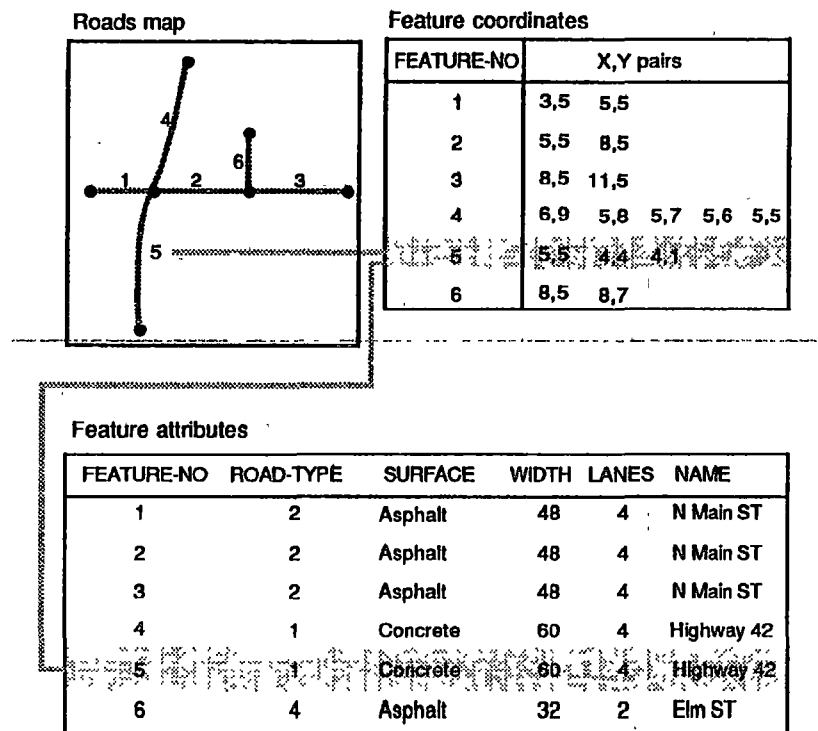 Roads map
4
6
1 2 3
5
Feature coordinates
FEATURE-NO X,Y pairs
1 3,5 5,5
2 5,5 8,5
3 8,5 11,5
4 6,9 5,8 5,7 5,6 5,5
5 5,5 4,4 4,1
6 8,5 8,7
Feature attributes
FEATURE-NO ROAD-TYPE SURFACE WIDTH LANES NAME
1 2 Asphalt 48 4 N Main ST
2 2 Asphalt 48 4 N Main ST
3 2 Asphalt 48 4 N Main ST
4 1 Concrete 60 4 Highway 42
5 1 Concrete 60 4 Highway 42
6 4 Asphalt 32 2 Elm ST